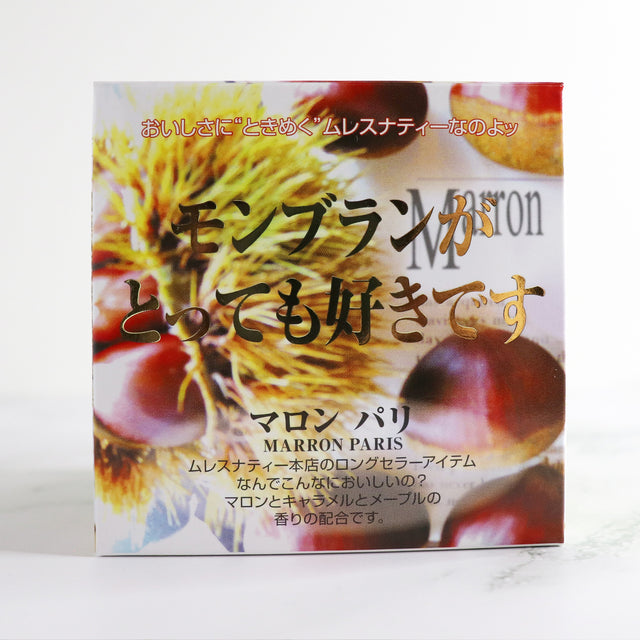 おいしさに"ときめく"ムレスナティーなのよッ
Marron
モンブランが
とっても好きです
マロン パリ
MARRON PARIS
ムレスナティー本店のロングセラーアイテム
なんでこんなにおいしいの?
マロンとキャラメルとメープルの
香りの配合です。